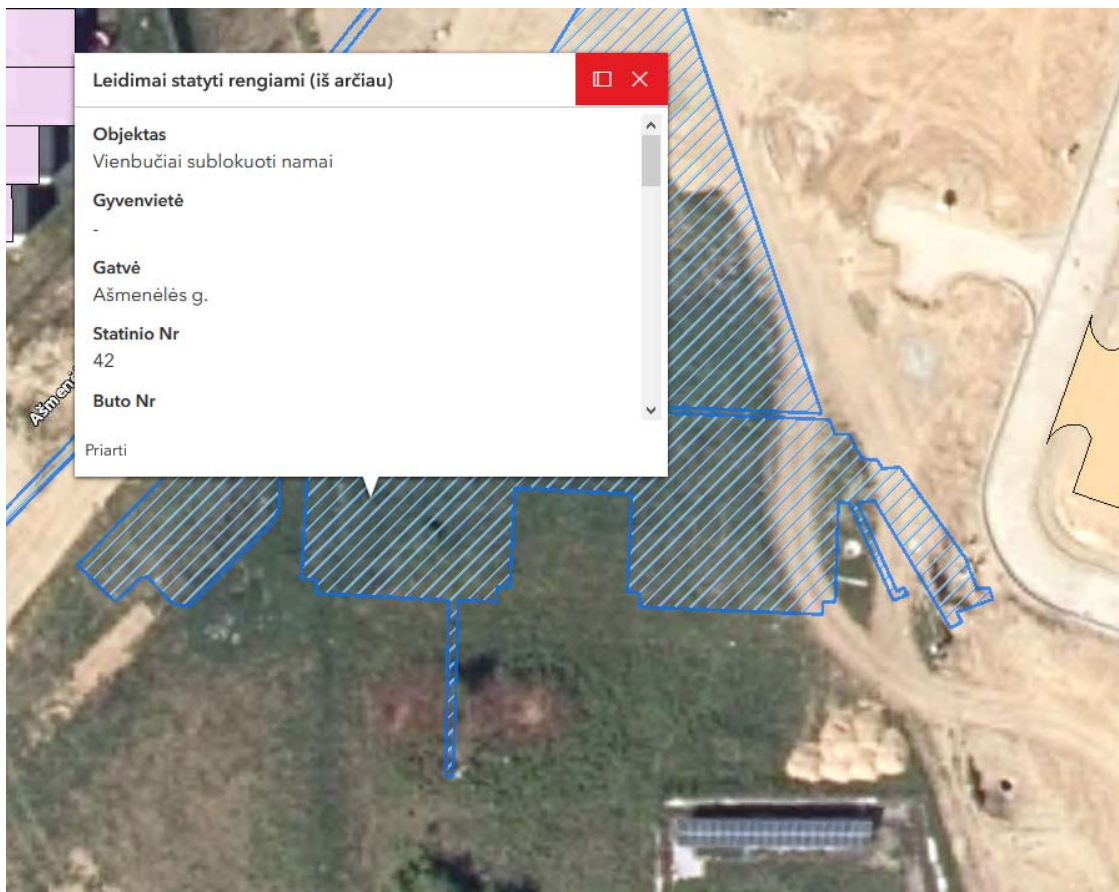 Leidimai statyti rengiami (iš arčiau)
Objektas
Vienbučiai sublokuoti namai
Gyvenvietė
-
Gatvė
Ašmenėlės g.
Statinio Nr
42
Buto Nr
Priarti